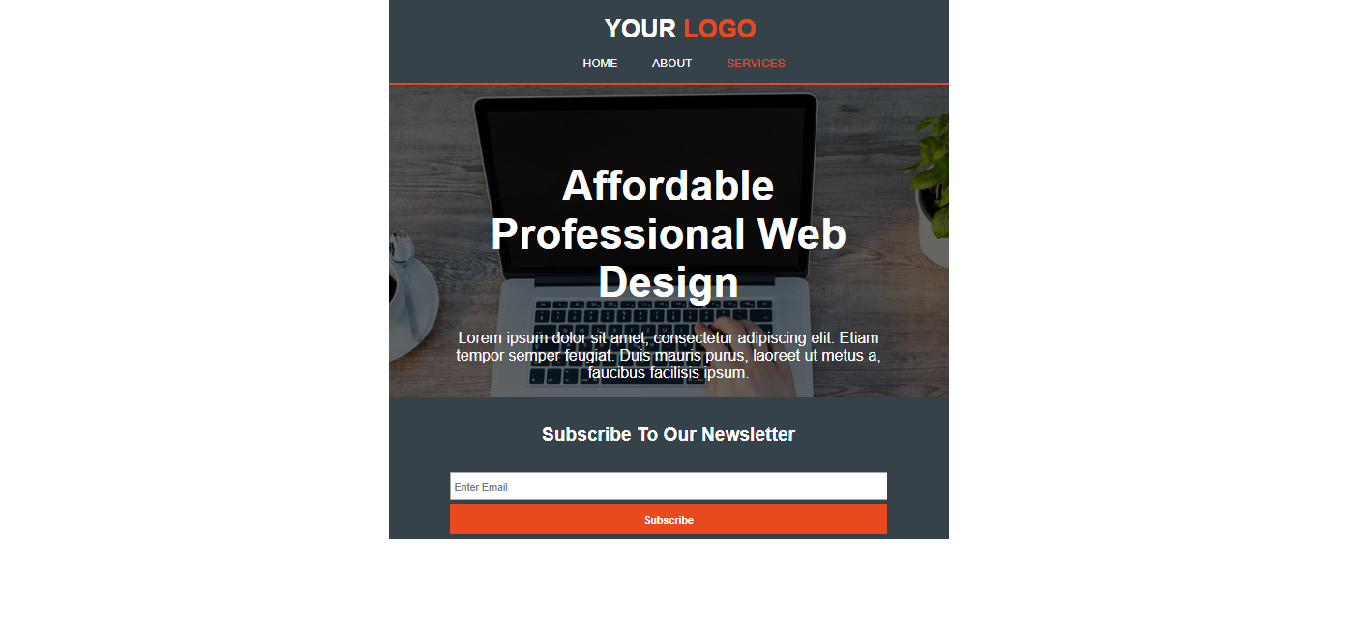 YOUR LOGO
HOME ABOUT SERVICES
Affordable
Professional Web
Design
Lorem ipsum dolor sit amet, consectetur adipiscing elit. Etiam
tempor semper feugiat. Duis mauris purus, laoreet ut metus a,
faucibus facilisis ipsum.
Subscribe To Our Newsletter
Enter Email
Subscribe